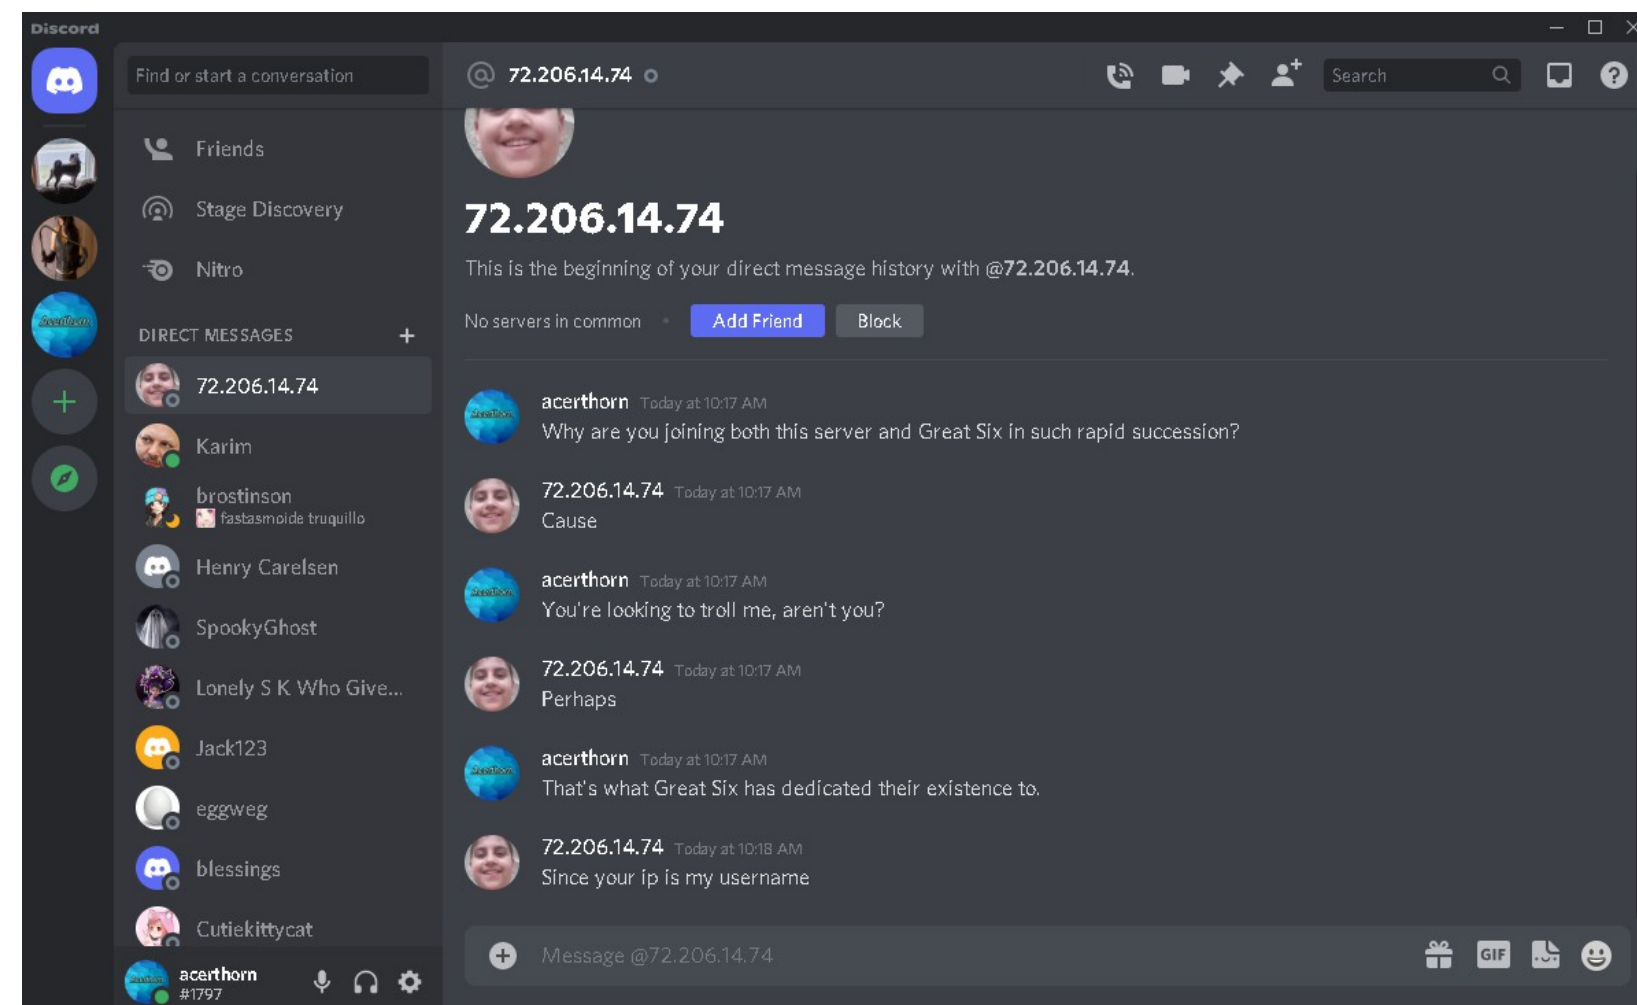 Discord
Find or start a conversation
@ 72.206.14.74
Search
Friends
Stage Discovery
Nitro
DIRECT MESSAGES
72.206.14.74
Karim
brostinson
fastasmoide truquillo
Henry Carelsen
SpookyGhost
Lonely S K Who Give...
Jack123
eggweg
blessings
Cutiekittycat
acerthorn
#1797
72.206.14.74
This is the beginning of your direct message history with @72.206.14.74.
No servers in common
Add Friend
Block
acerthorn Today at 10:17 AM
Why are you joining both this server and Great Six in such rapid succession?
72.206.14.74 Today at 10:17 AM
Cause
acerthorn Today at 10:17 AM
You're looking to troll me, aren't you?
72.206.14.74 Today at 10:17 AM
Perhaps
acerthorn Today at 10:17 AM
That's what Great Six has dedicated their existence to.
72.206.14.74 Today at 10:18 AM
Since your ip is my username
Message @72.206.14.74
GIF